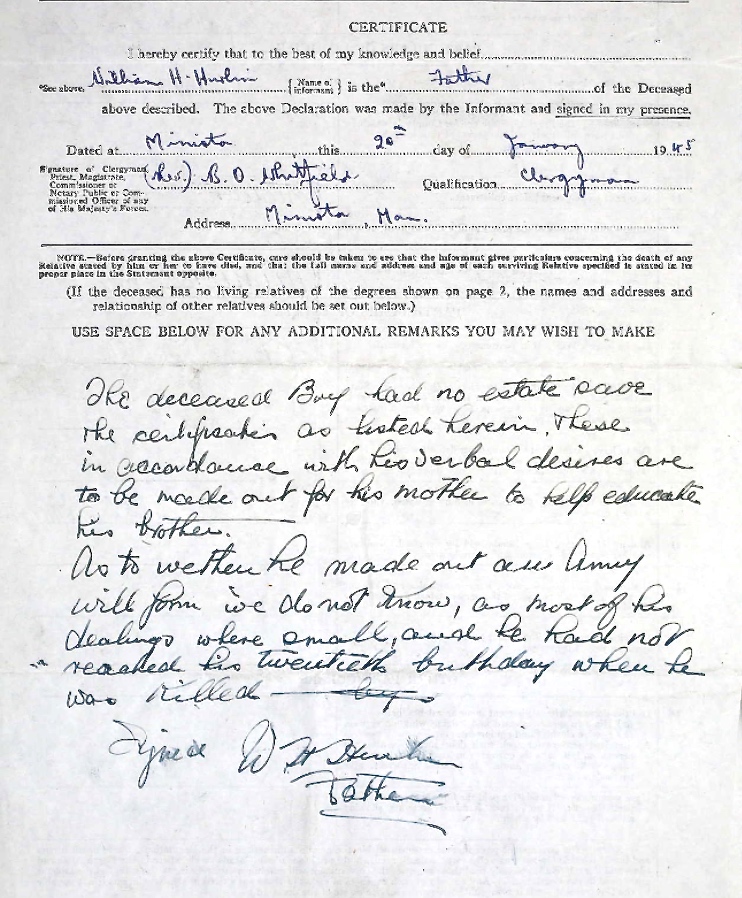 CERTIFICATE
I hereby certify that to the best of my knowledge and belief
*See above. William H. Hurlin {Name of informant} is the* Father of the Deceased
above described. The above Declaration was made by the Informant and signed in my presence.
Dated at Miniota this 20th day of January 1945
Signature of Clergyman, Priest, Magistrate, Commissioner or Notary Public or Commissioned Officer of any of His Majesty's Forces. (Rev.) B. O. Whitfield Qualification Clergyman
Address Miniota, Man.
NOTE.—Before granting the above Certificate, care should be taken to see that the informant gives particulars concerning the death of any
Relative stated by him or her to have died, and that the full name and address and age of each surviving Relative specified is stated in its
proper place in the Statement opposite.
(If the deceased has no living relatives of the degrees shown on page 2, the names and addresses and
relationship of other relatives should be set out below.)
USE SPACE BELOW FOR ANY ADDITIONAL REMARKS YOU MAY WISH TO MAKE
The deceased Boy had no estate save
the certificates as listed herein. These
in accordance with his verbal desires are
to be made out for his mother to help educate
his brother.
As to wether he made out an Army
will form we do not know, as most of his
dealings where small, and he had not
reached his twentieth birthday when he
was killed
Signed W H Hurlin
Father